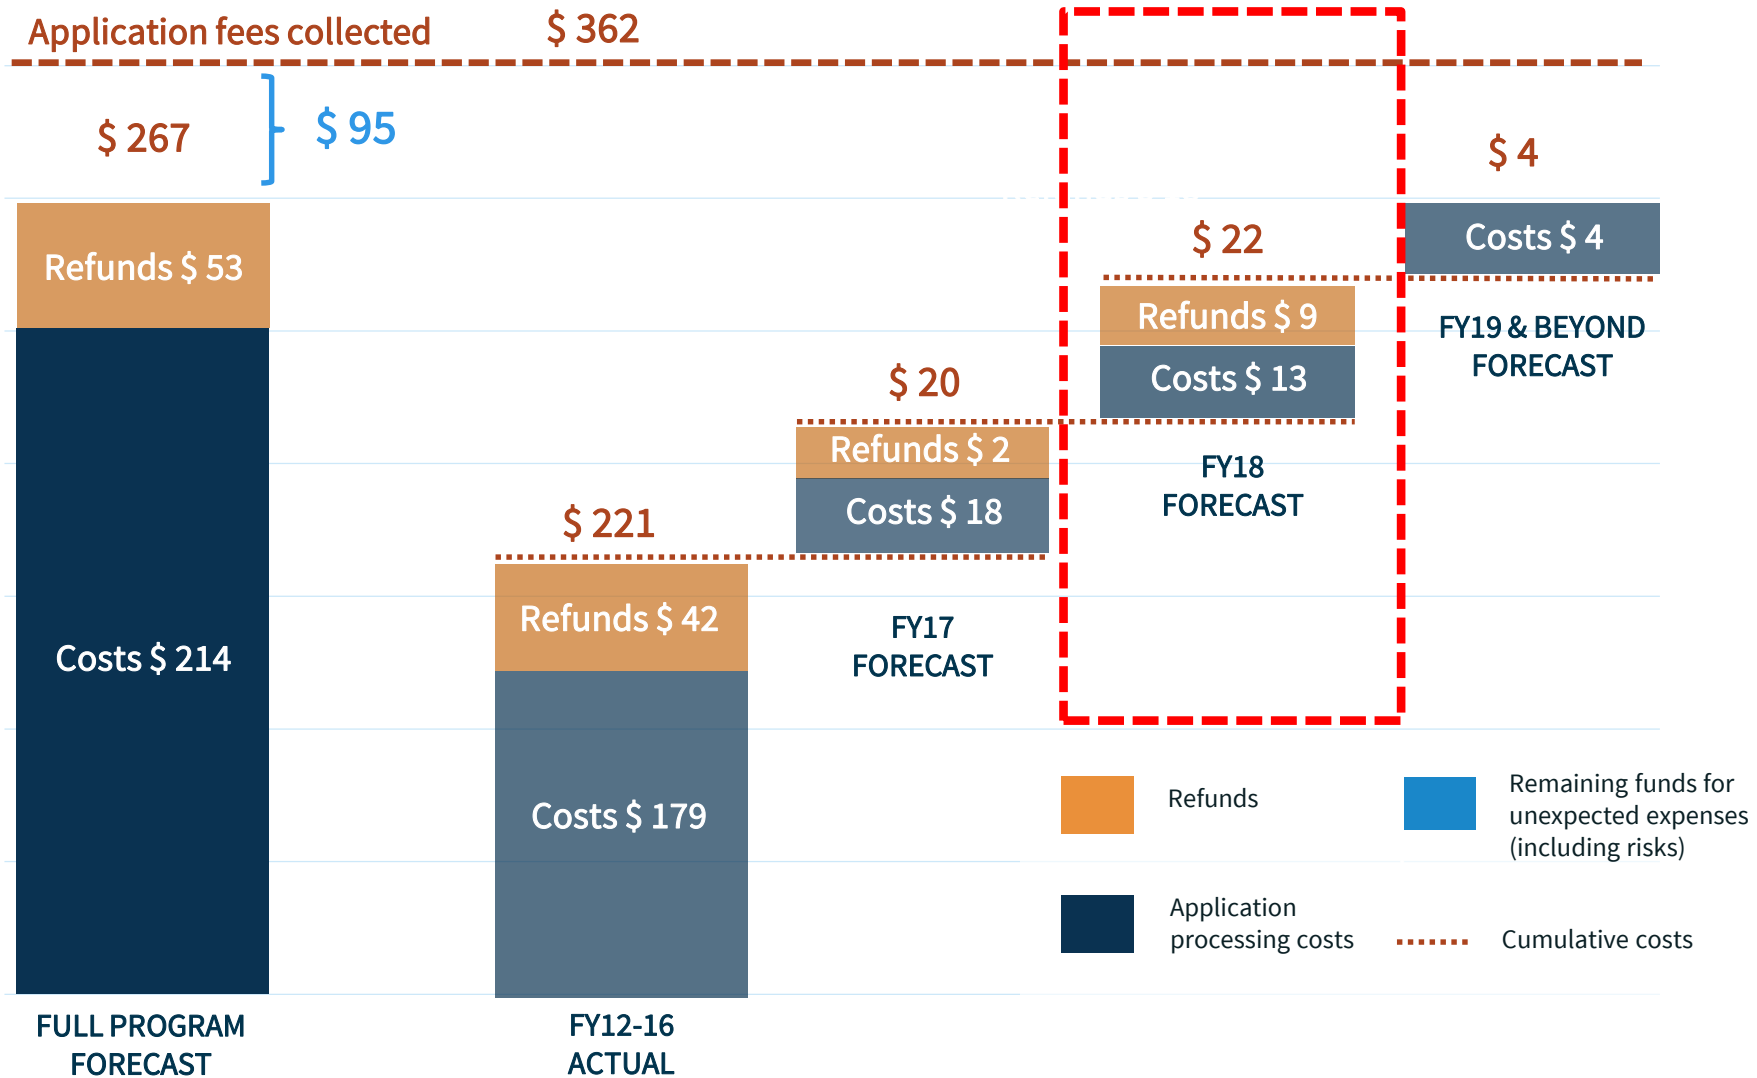 Application fees collected
$ 362
$ 267
$ 95
$ 4
Refunds $ 53
$ 22
Costs $ 4
Refunds $ 9
FY19 & BEYOND
FORECAST
$ 20
Costs $ 13
Refunds $ 2
FY18
FORECAST
Costs $ 18
$ 221
Refunds $ 42
FY17
FORECAST
Costs $ 214
Costs $ 179
Refunds
Remaining funds for
unexpected expenses
(including risks)
Application
processing costs
Cumulative costs
FULL PROGRAM
FORECAST
FY12-16
ACTUAL